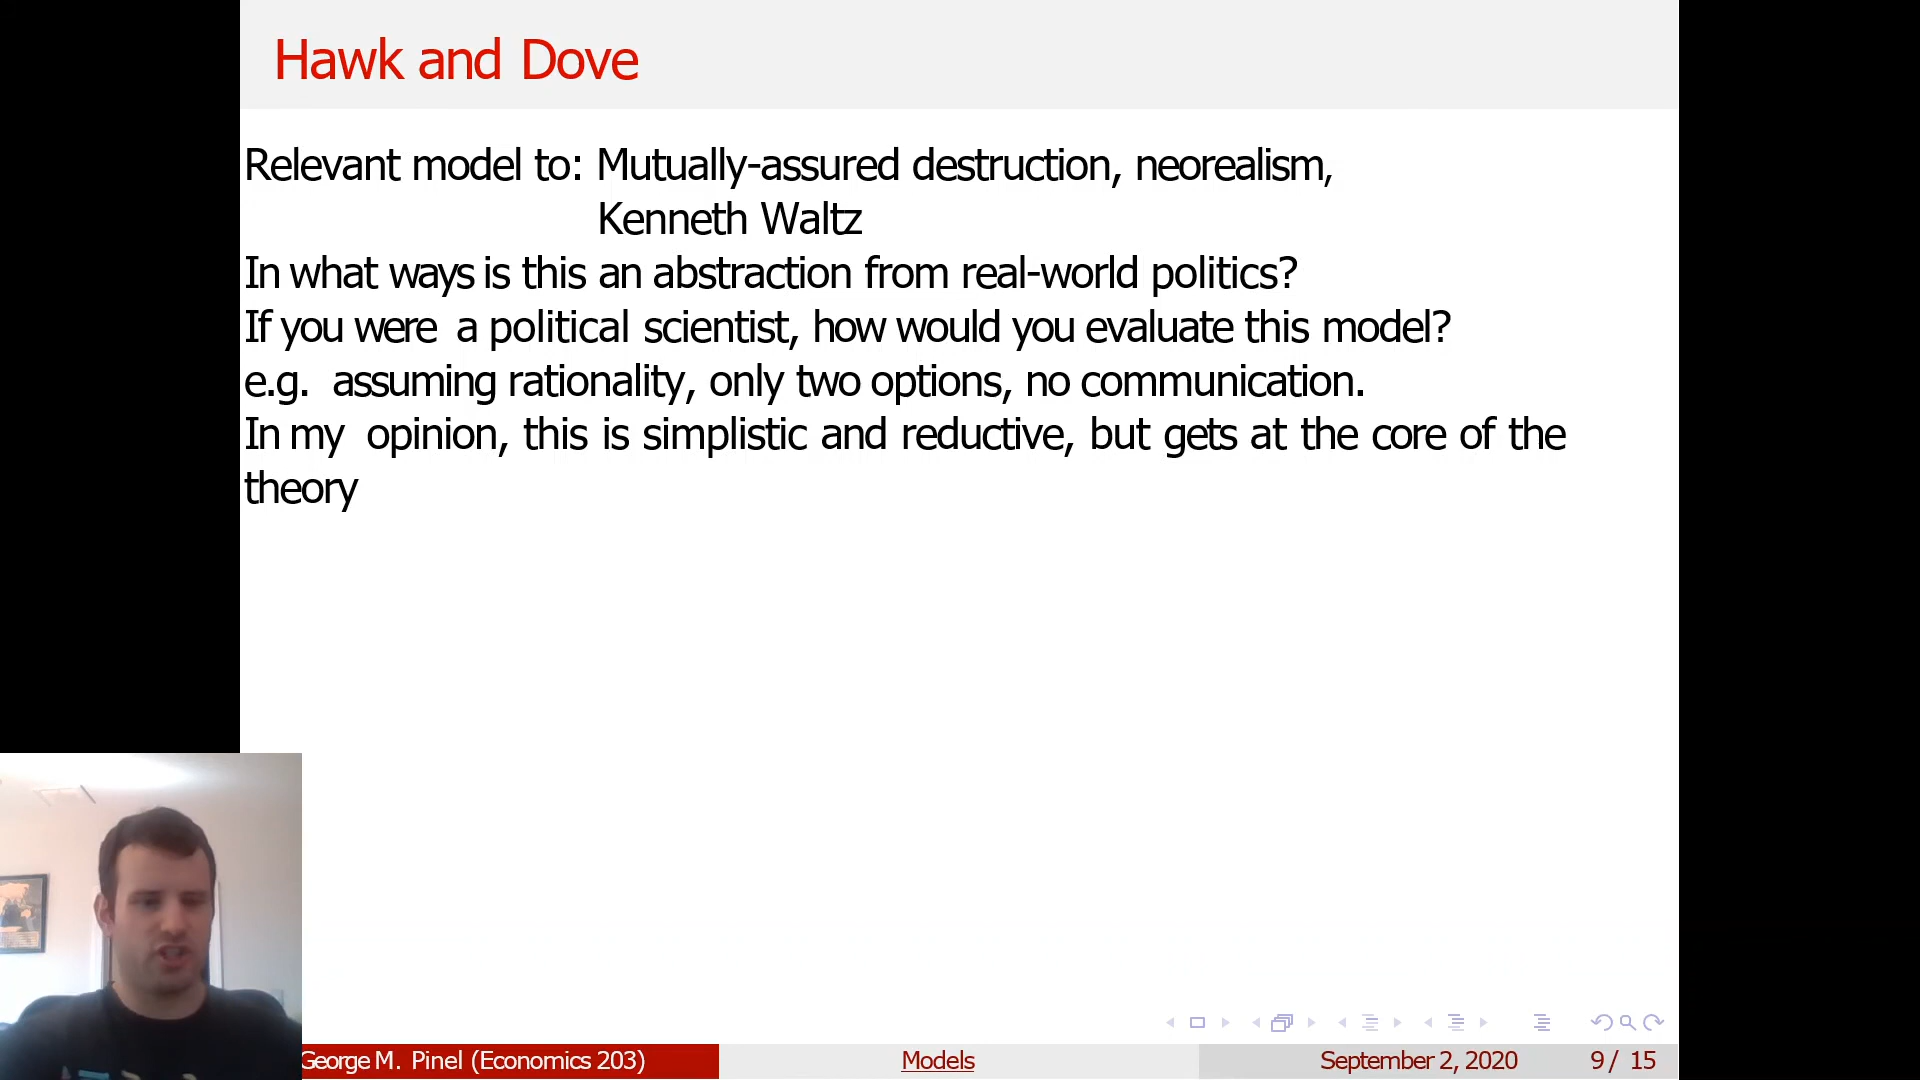 Hawk and Dove
Relevant model to: Mutually-assured destruction, neorealism,
Kenneth Waltz
In what ways is this an abstraction from real-world politics?
If you were a political scientist, how would you evaluate this model?
e.g. assuming rationality, only two options, no communication.
In my opinion, this is simplistic and reductive, but gets at the core of the
theory
George M. Pinel (Economics 203)
Models
September 2, 2020
9 / 15